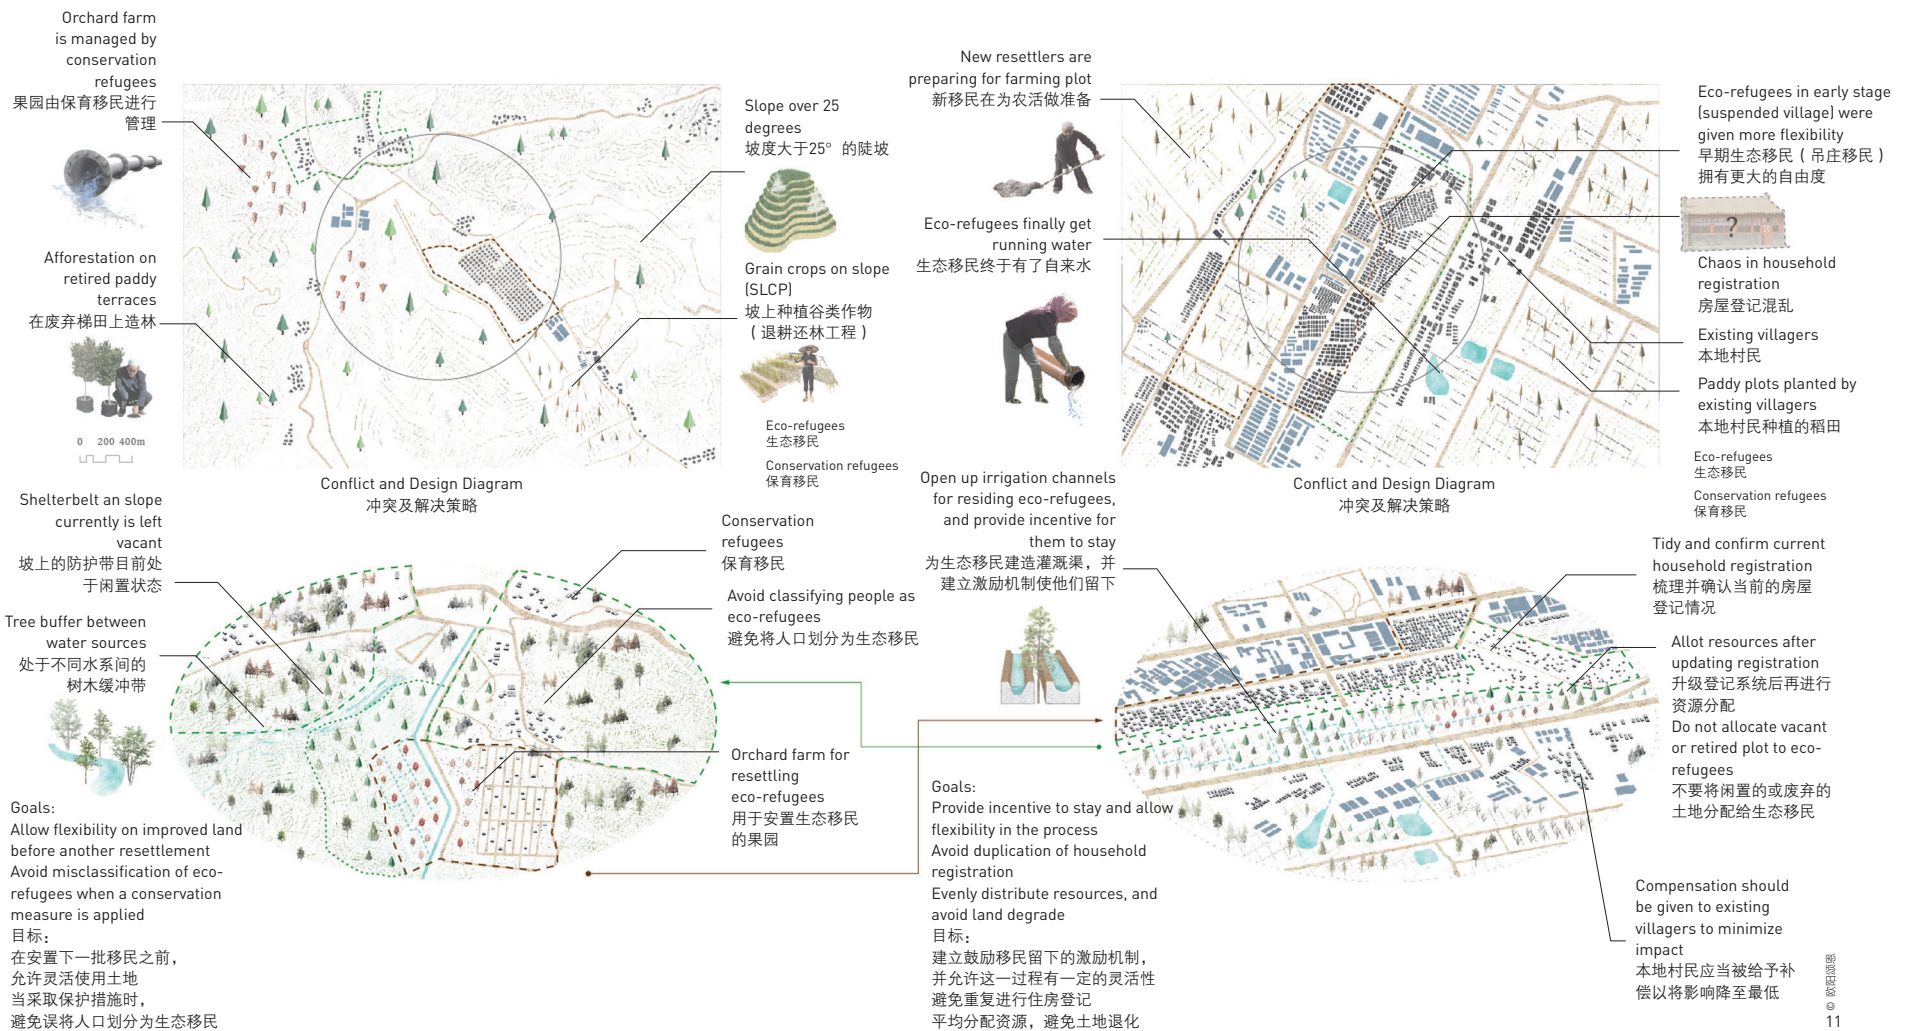 Orchard farm
is managed by
conservation
refugees
果园由保育移民进行
管理
Afforestation on
retired paddy
terraces
在废弃梯田上造林
0 200 400m
Slope over 25
degrees
坡度大于25° 的陡坡
Grain crops on slope
(SLCP)
坡上种植谷类作物
（退耕还林工程）
Eco-refugees
生态移民
Conservation refugees
保育移民
Conflict and Design Diagram
冲突及解决策略
New resettlers are
preparing for farming plot
新移民在为农活做准备
Eco-refugees finally get
running water
生态移民终于有了自来水
Eco-refugees in early stage
(suspended village) were
given more flexibility
早期生态移民（吊庄移民）
拥有更大的自由度
?
Chaos in household
registration
房屋登记混乱
Existing villagers
本地村民
Paddy plots planted by
existing villagers
本地村民种植的稻田
Eco-refugees
生态移民
Conservation refugees
保育移民
Conflict and Design Diagram
冲突及解决策略
Shelterbelt an slope
currently is left
vacant
坡上的防护带目前处
于闲置状态
Tree buffer between
water sources
处于不同水系间的
树木缓冲带
Conservation
refugees
保育移民
Avoid classifying people as
eco-refugees
避免将人口划分为生态移民
Orchard farm for
resettling
eco-refugees
用于安置生态移民
的果园
Goals:
Allow flexibility on improved land
before another resettlement
Avoid misclassification of eco-
refugees when a conservation
measure is applied
目标：
在安置下一批移民之前，
允许灵活使用土地
当采取保护措施时，
避免误将人口划分为生态移民
Open up irrigation channels
for residing eco-refugees,
and provide incentive for
them to stay
为生态移民建造灌溉渠，并
建立激励机制使他们留下
Goals:
Provide incentive to stay and allow
flexibility in the process
Avoid duplication of household
registration
Evenly distribute resources, and
avoid land degrade
目标：
建立鼓励移民留下的激励机制，
并允许这一过程有一定的灵活性
避免重复进行住房登记
平均分配资源，避免土地退化
Tidy and confirm current
household registration
梳理并确认当前的房屋
登记情况
Allot resources after
updating registration
升级登记系统后再进行
资源分配
Do not allocate vacant
or retired plot to eco-
refugees
不要将闲置的或废弃的
土地分配给生态移民
Compensation should
be given to existing
villagers to minimize
impact
本地村民应当被给予补
偿以将影响降至最低
© 欧阳颂恩
11